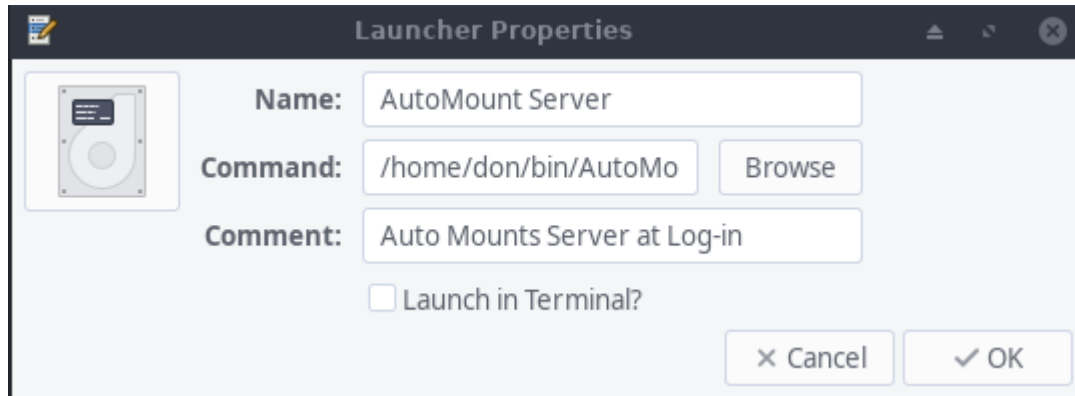 Launcher Properties
Name: AutoMount Server
Command: /home/don/bin/AutoMo Browse
Comment: Auto Mounts Server at Log-in
Launch in Terminal?
Cancel OK